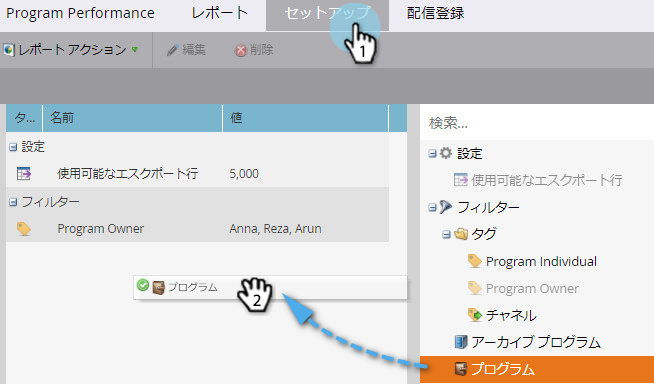 Program Performance レポート セットアップ 配信登録
1
レポート アクション 編集 削除
タ... 名前 値
検索...
設定
使用可能なエスクポート行 5,000
フィルター
Program Owner Anna, Reza, Arun
プログラム
2
設定
使用可能なエスクポート行
フィルター
タグ
Program Individual
Program Owner
チャネル
アーカイブ プログラム
プログラム